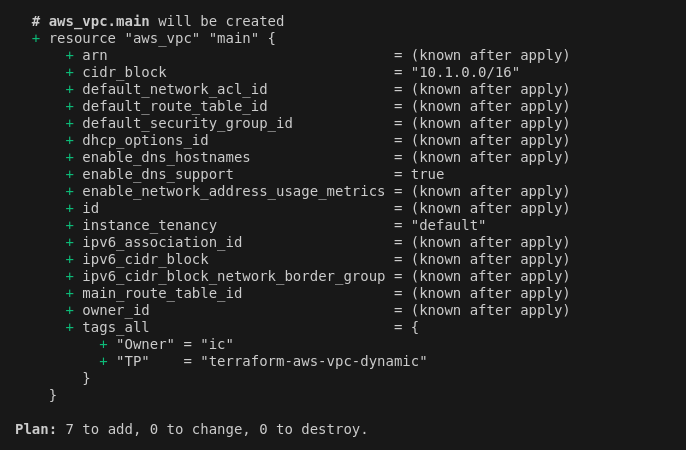 # aws_vpc.main will be created
+ resource "aws_vpc" "main" {
+ arn = (known after apply)
+ cidr_block = "10.1.0.0/16"
+ default_network_acl_id = (known after apply)
+ default_route_table_id = (known after apply)
+ default_security_group_id = (known after apply)
+ dhcp_options_id = (known after apply)
+ enable_dns_hostnames = (known after apply)
+ enable_dns_support = true
+ enable_network_address_usage_metrics = (known after apply)
+ id = (known after apply)
+ instance_tenancy = "default"
+ ipv6_association_id = (known after apply)
+ ipv6_cidr_block = (known after apply)
+ ipv6_cidr_block_network_border_group = (known after apply)
+ main_route_table_id = (known after apply)
+ owner_id = (known after apply)
+ tags_all = {
+ "Owner" = "ic"
+ "TP" = "terraform-aws-vpc-dynamic"
}
}
Plan: 7 to add, 0 to change, 0 to destroy.